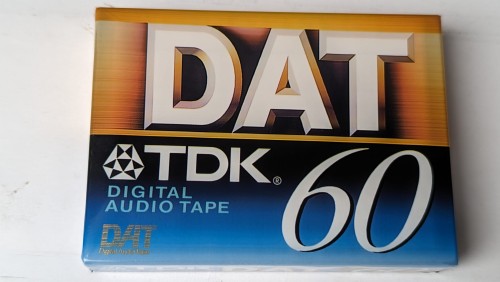 DAT
TDK®
60
DIGITAL
AUDIO TAPE
DAT